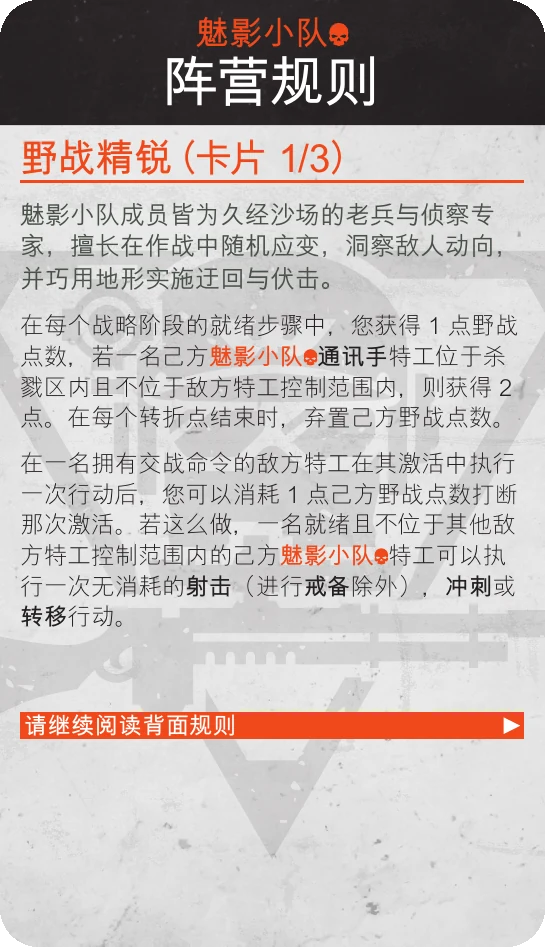 魅影小队
阵营规则
野战精锐(卡片 1/3)
魅影小队成员皆为久经沙场的老兵与侦察专
家，擅长在作战中随机应变，洞察敌人动向，
并巧用地形实施迂回与伏击。
在每个战略阶段的就绪步骤中，您获得 1 点野战
点数，若一名己方魅影小队通讯手特工位于杀
戮区内且不位于敌方特工控制范围内，则获得 2
点。在每个转折点结束时，弃置己方野战点数。
在一名拥有交战命令的敌方特工在其激活中执行
一次行动后，您可以消耗 1 点己方野战点数打断
那次激活。若这么做，一名就绪且不位于其他敌
方特工控制范围内的己方魅影小队特工可以执
行一次无消耗的射击（进行戒备除外），冲刺或
转移行动。
请继续阅读背面规则